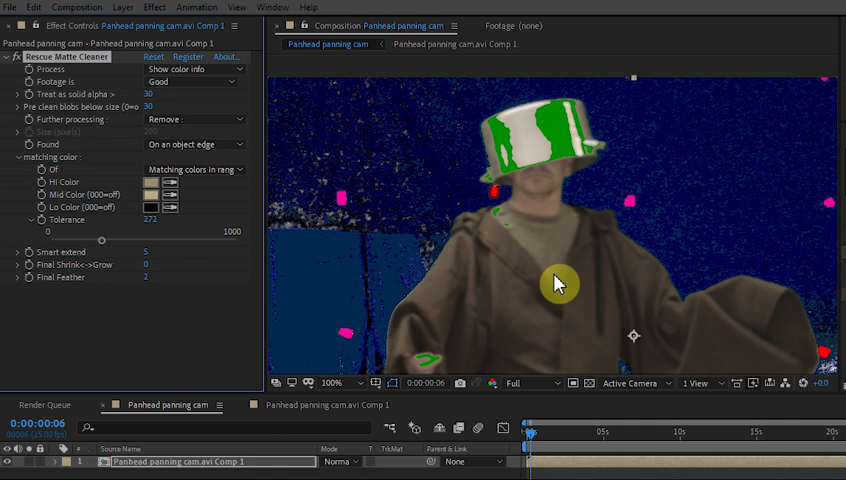 File Edit Composition Layer Effect Animation View Window Help
Effect Controls Panhead panning cam.avi Comp 1
Composition Panhead panning cam
Footage (none)
Panhead panning cam • Panhead panning cam.avi Comp 1
Panhead panning cam
Panhead panning cam.avi Comp 1
fx Rescue Matte Cleaner Reset Register About...
Process Show color info
Footage is Good
Treat as solid alpha > 30
Pre clean blobs below size (0=o 30
Further processing : Remove :
Size (pixels) 200
Found On an object edge
matching color :
Of Matching colors in rang
Hi Color
Mid Color (000=off)
Lo Color (000=off)
Tolerance 272
0 1000
Smart extend 5
Final Shrink<->Grow 0
Final Feather 2
100% 0:00:00:06 Full Active Camera 1 View +0.0
Render Queue Panhead panning cam Panhead panning cam.avi Comp 1
0:00:00:06
00006 (25.00 fps)
05s 10s 15s 20s
# Source Name Mode T .TrkMat Parent & Link
1 Panhead panning cam.avi Comp 1 Norma None